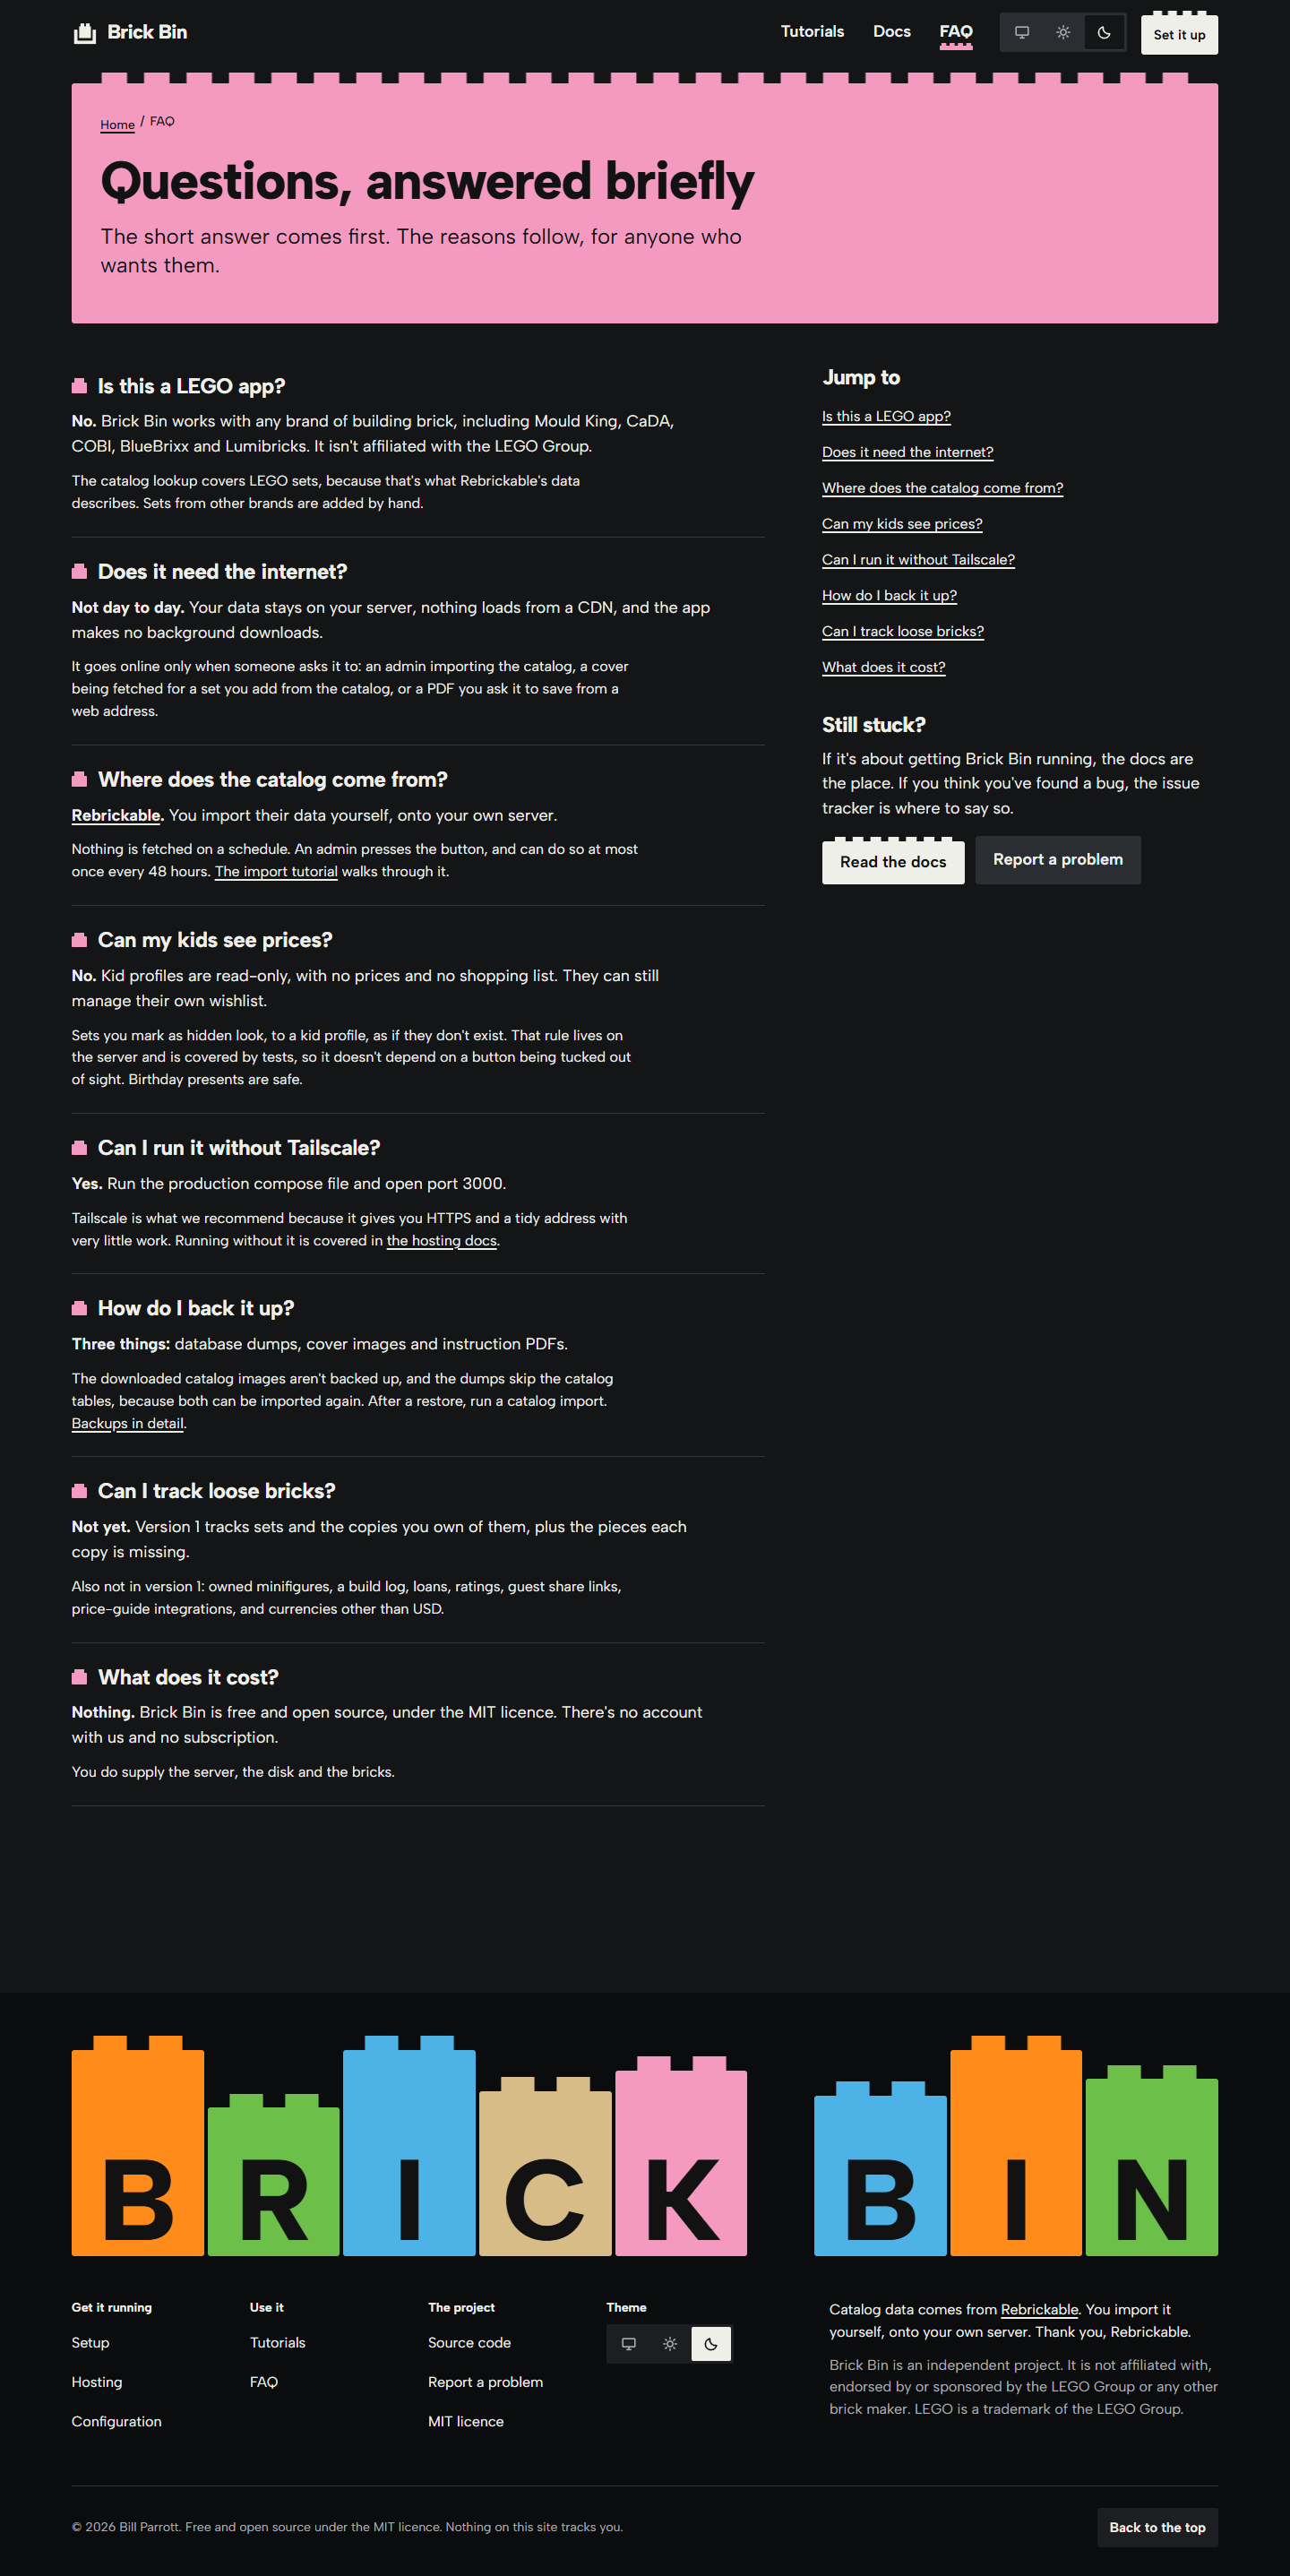 Brick Bin
Tutorials Docs FAQ Set it up
Home / FAQ
Questions, answered briefly
The short answer comes first. The reasons follow, for anyone who
wants them.
Is this a LEGO app?
No. Brick Bin works with any brand of building brick, including Mould King, CaDA,
COBI, BlueBrixx and Lumibricks. It isn't affiliated with the LEGO Group.
The catalog lookup covers LEGO sets, because that's what Rebrickable's data
describes. Sets from other brands are added by hand.
Does it need the internet?
Not day to day. Your data stays on your server, nothing loads from a CDN, and the app
makes no background downloads.
It goes online only when someone asks it to: an admin importing the catalog, a cover
being fetched for a set you add from the catalog, or a PDF you ask it to save from a
web address.
Where does the catalog come from?
Rebrickable. You import their data yourself, onto your own server.
Nothing is fetched on a schedule. An admin presses the button, and can do so at most
once every 48 hours. The import tutorial walks through it.
Can my kids see prices?
No. Kid profiles are read-only, with no prices and no shopping list. They can still
manage their own wishlist.
Sets you mark as hidden look, to a kid profile, as if they don't exist. That rule lives on
the server and is covered by tests, so it doesn't depend on a button being tucked out
of sight. Birthday presents are safe.
Can I run it without Tailscale?
Yes. Run the production compose file and open port 3000.
Tailscale is what we recommend because it gives you HTTPS and a tidy address with
very little work. Running without it is covered in the hosting docs.
How do I back it up?
Three things: database dumps, cover images and instruction PDFs.
The downloaded catalog images aren't backed up, and the dumps skip the catalog
tables, because both can be imported again. After a restore, run a catalog import.
Backups in detail.
Can I track loose bricks?
Not yet. Version 1 tracks sets and the copies you own of them, plus the pieces each
copy is missing.
Also not in version 1: owned minifigures, a build log, loans, ratings, guest share links,
price-guide integrations, and currencies other than USD.
What does it cost?
Nothing. Brick Bin is free and open source, under the MIT licence. There's no account
with us and no subscription.
You do supply the server, the disk and the bricks.
Jump to
Is this a LEGO app?
Does it need the internet?
Where does the catalog come from?
Can my kids see prices?
Can I run it without Tailscale?
How do I back it up?
Can I track loose bricks?
What does it cost?
Still stuck?
If it's about getting Brick Bin running, the docs are
the place. If you think you've found a bug, the issue
tracker is where to say so.
Read the docs Report a problem
BRICK BIN
Get it running
Setup
Hosting
Configuration
Use it
Tutorials
FAQ
The project
Source code
Report a problem
MIT licence
Theme
Catalog data comes from Rebrickable. You import it
yourself, onto your own server. Thank you, Rebrickable.
Brick Bin is an independent project. It is not affiliated with,
endorsed by or sponsored by the LEGO Group or any other
brick maker. LEGO is a trademark of the LEGO Group.
© 2026 Bill Parrott. Free and open source under the MIT licence. Nothing on this site tracks you.
Back to the top